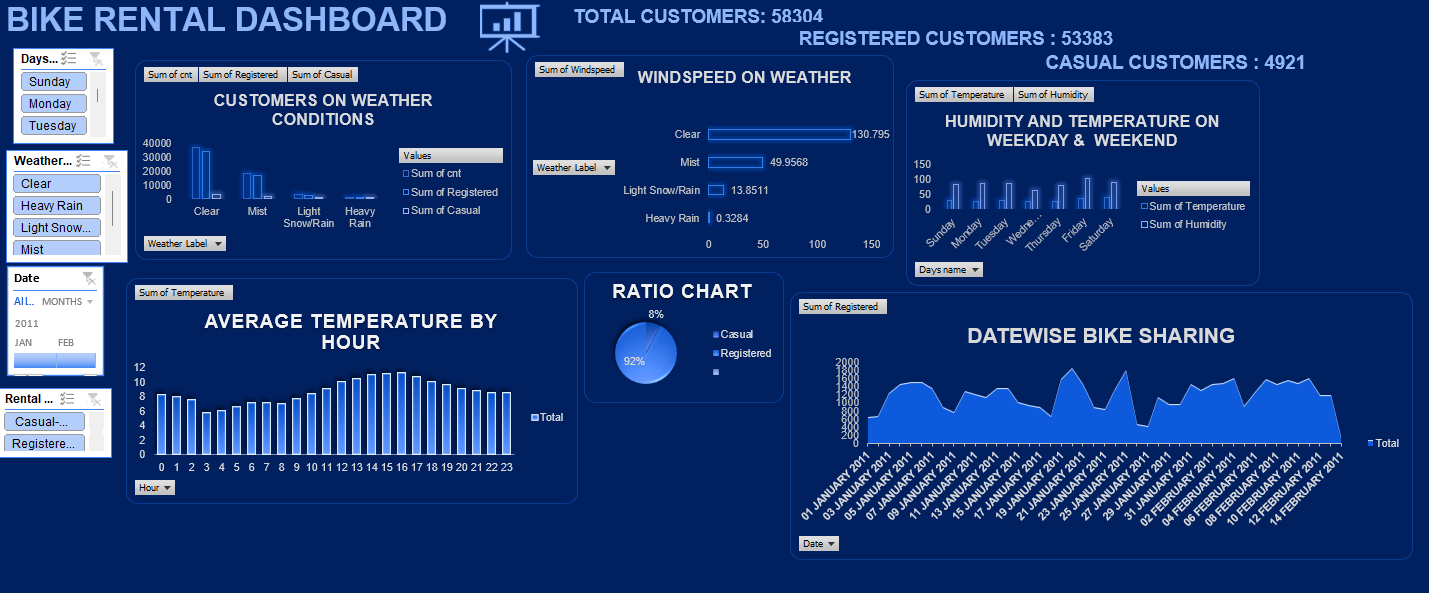 BIKE RENTAL DASHBOARD
TOTAL CUSTOMERS: 58304
REGISTERED CUSTOMERS : 53383
CASUAL CUSTOMERS : 4921
Days...
Sunday
Monday
Tuesday
Weather...
Clear
Heavy Rain
Light Snow...
Mist
Date
All.. MONTHS
2011
JAN FEB
Rental ...
Casual-...
Registere...
Sum of cnt Sum of Registered Sum of Casual
CUSTOMERS ON WEATHER
CONDITIONS
40000
30000
20000
10000
0
Clear Mist Light Heavy
Snow/Rain Rain
Values
Sum of cnt
Sum of Registered
Sum of Casual
Weather Label
Sum of Windspeed
WINDSPEED ON WEATHER
Weather Label
Clear 130.795
Mist 49.9568
Light Snow/Rain 13.8511
Heavy Rain 0.3284
0 50 100 150
Sum of Temperature Sum of Humidity
HUMIDITY AND TEMPERATURE ON
WEEKDAY & WEEKEND
150
100
50
0
Sunday
Monday
Tuesday
Wedne...
Thursday
Friday
Saturday
Values
Sum of Temperature
Sum of Humidity
Days name
Sum of Temperature
AVERAGE TEMPERATURE BY
HOUR
12
10
8
6
4
2
0
0 1 2 3 4 5 6 7 8 9 10 11 12 13 14 15 16 17 18 19 20 21 22 23
Total
Hour
RATIO CHART
8%
92%
Casual
Registered
Sum of Registered
DATEWISE BIKE SHARING
2000
1800
1600
1400
1200
1000
800
600
400
200
0
01 JANUARY 2011
03 JANUARY 2011
05 JANUARY 2011
07 JANUARY 2011
09 JANUARY 2011
11 JANUARY 2011
13 JANUARY 2011
15 JANUARY 2011
17 JANUARY 2011
19 JANUARY 2011
21 JANUARY 2011
23 JANUARY 2011
25 JANUARY 2011
27 JANUARY 2011
29 JANUARY 2011
31 JANUARY 2011
02 FEBRUARY 2011
04 FEBRUARY 2011
06 FEBRUARY 2011
08 FEBRUARY 2011
10 FEBRUARY 2011
12 FEBRUARY 2011
14 FEBRUARY 2011
Total
Date